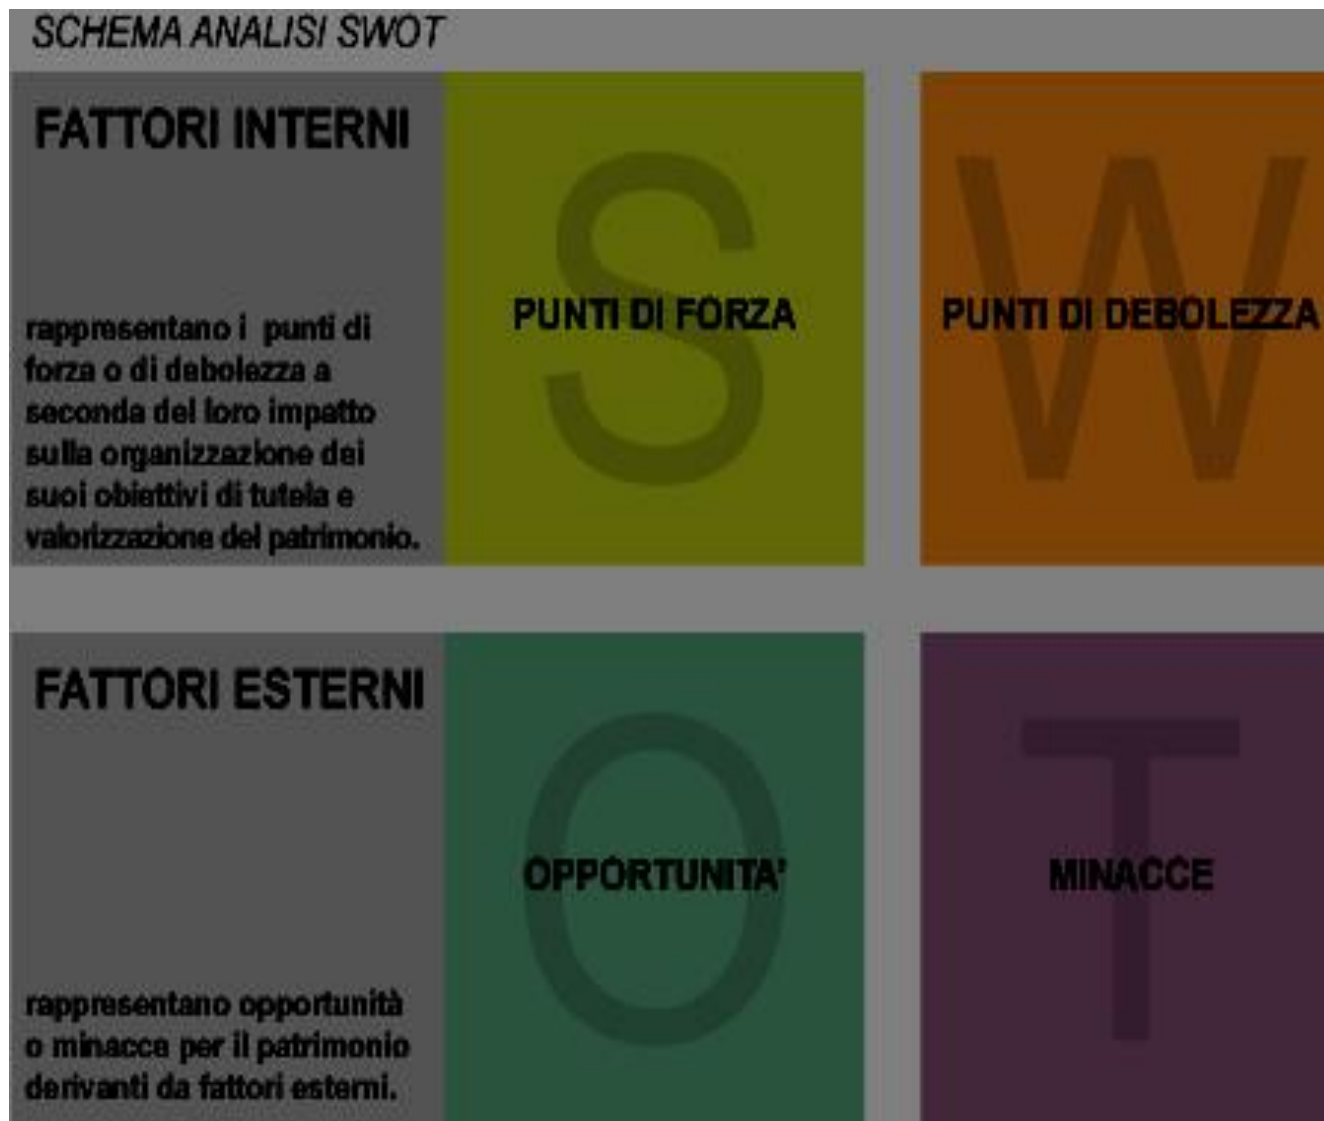 SCHEMA ANALISI SWOT
FATTORI INTERNI
rappresentano i punti di
forza o di debolezza a
seconda del loro impatto
sulla organizzazione dei
suoi obiettivi di tutela e
valorizzazione del patrimonio.
S
PUNTI DI FORZA
W
PUNTI DI DEBOLEZZA
FATTORI ESTERNI
rappresentano opportunità
o minacce per il patrimonio
derivanti da fattori esterni.
O
OPPORTUNITA'
T
MINACCE